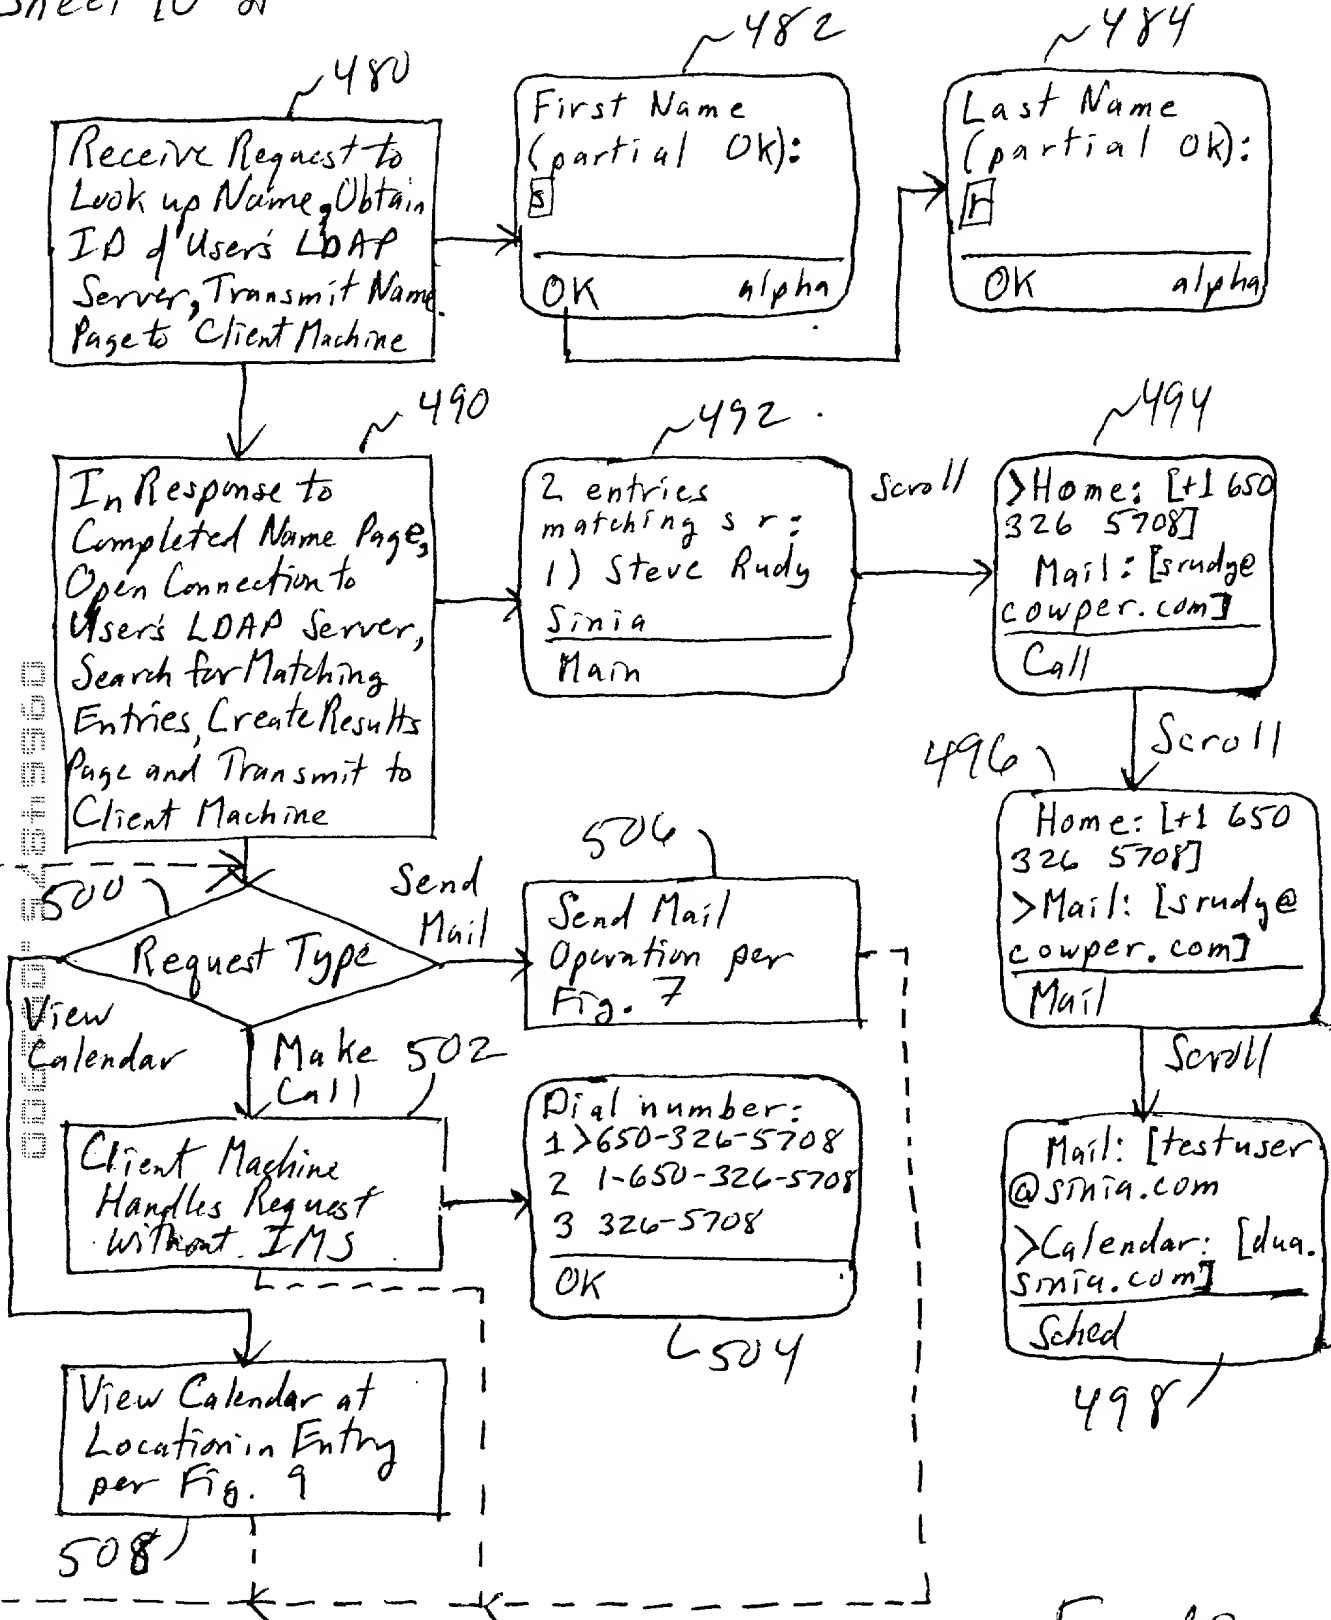 Sheet 10
480
482
484
Receive Request to
Look up Name, Obtain
ID of User's LDAP
Server, Transmit Name
Page to Client Machine
First Name
(partial Ok):
s
OK alpha
Last Name
(partial Ok):
r
OK alpha
490
492
494
In Response to
Completed Name Page,
Open Connection to
User's LDAP Server,
Search for Matching
Entries, Create Results
Page and Transmit to
Client Machine
2 entries
matching s r:
1) Steve Rudy
Sinia
Main
Scroll
>Home: [+1 650
326 5708]
Mail: [srudy@
cowper.com]
Call
Scroll
496
Home: [+1 650
326 5708]
>Mail: [srudy@
cowper.com]
Mail
Scroll
500
Request Type
Send
Mail
506
Send Mail
Operation per
Fig. 7
View
Calendar
Make
Call
502
Client Machine
Handles Request
Without IMS
Dial number:
1 >650-326-5708
2 1-650-326-5708
3 326-5708
OK
504
Mail: [testuser
@sinia.com
>Calendar: [dua.
sinia.com]
Sched
498
View Calendar at
Location in Entry
per Fig. 9
508